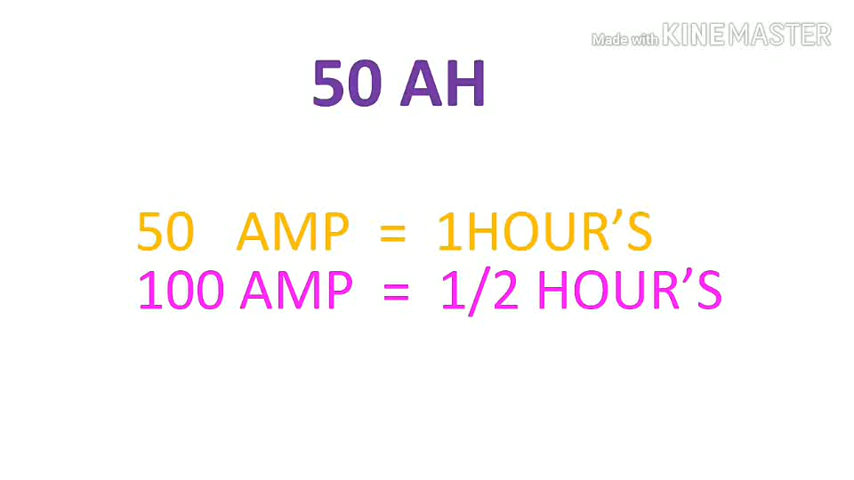 Made with KINEMASTER
50 AH
50 AMP = 1HOUR’S
100 AMP = 1/2 HOUR’S